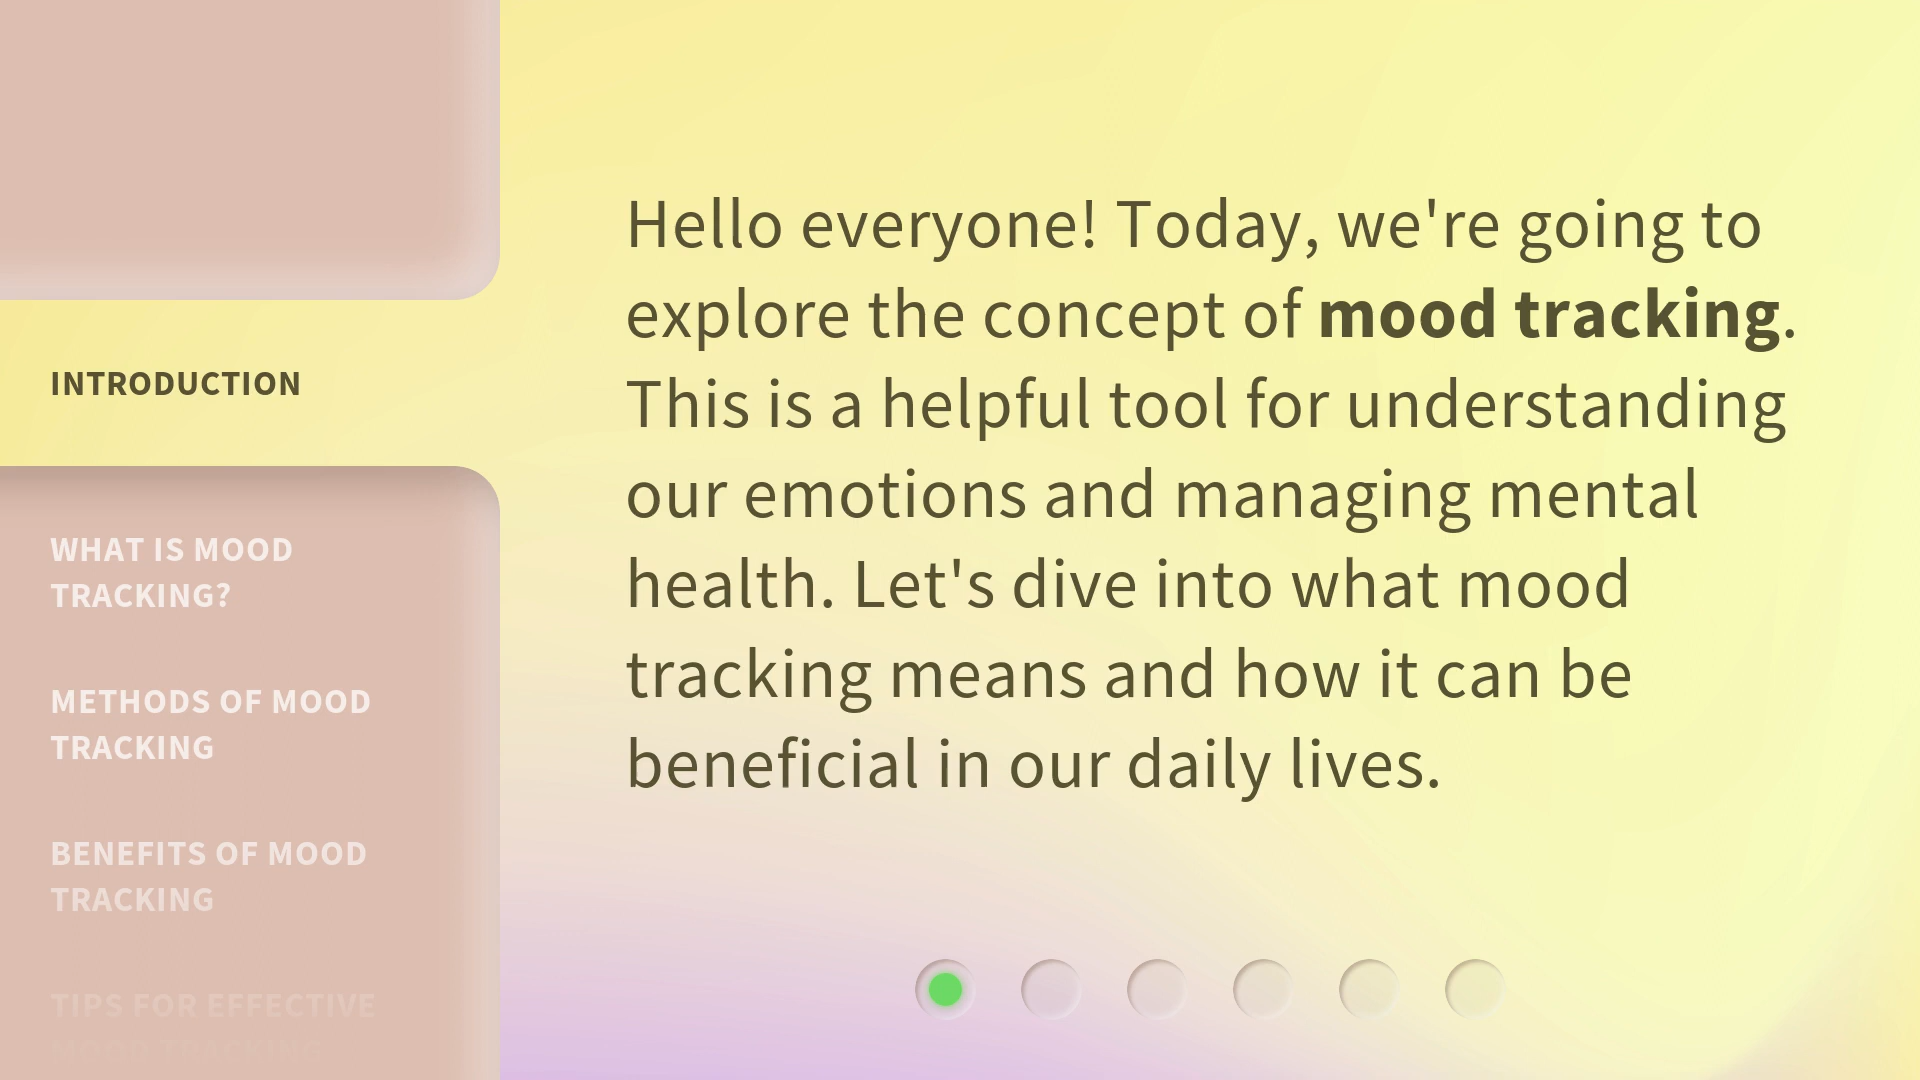 INTRODUCTION
WHAT IS MOOD
TRACKING?
METHODS OF MOOD
TRACKING
BENEFITS OF MOOD
TRACKING
TIPS FOR EFFECTIVE
MOOD TRACKING
Hello everyone! Today, we're going to
explore the concept of mood tracking.
This is a helpful tool for understanding
our emotions and managing mental
health. Let's dive into what mood
tracking means and how it can be
beneficial in our daily lives.